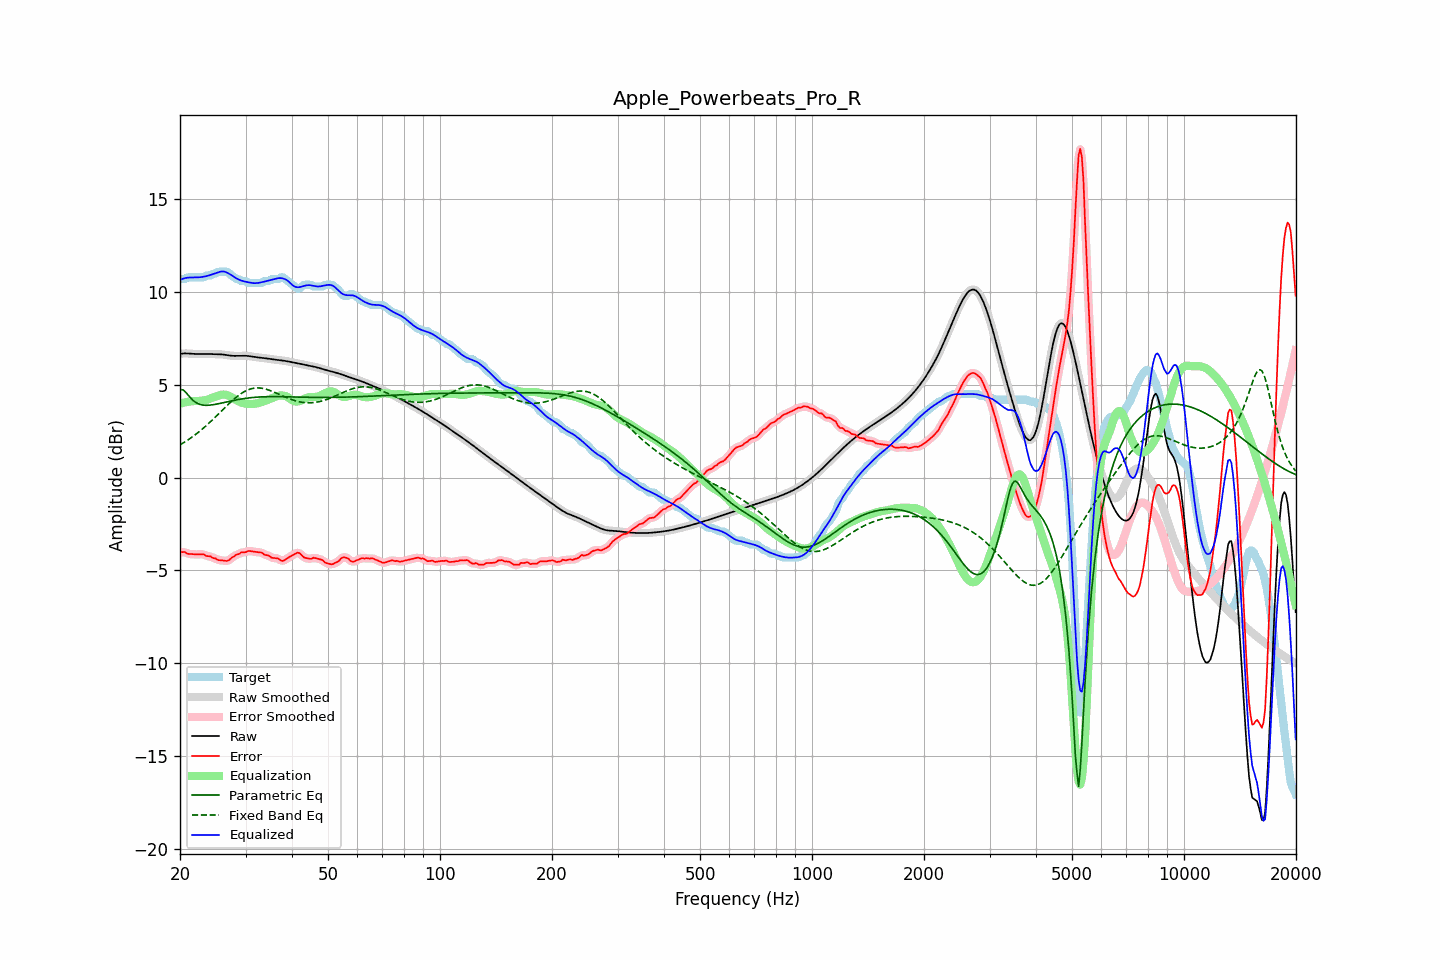 Apple_Powerbeats_Pro_R
Amplitude (dBr)
15
10
5
0
−5
−10
−15
−20
Target
Raw Smoothed
Error Smoothed
Raw
Error
Equalization
Parametric Eq
Fixed Band Eq
Equalized
20 50 100 200 500 1000 2000 5000 10000 20000
Frequency (Hz)